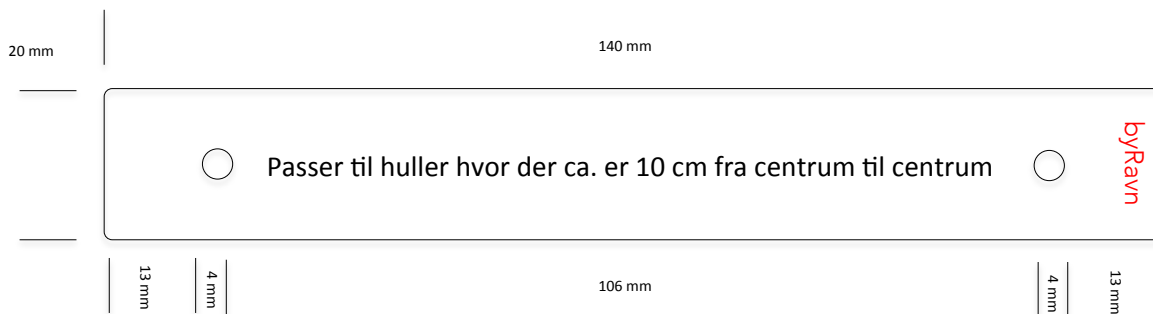 20 mm
140 mm
Passer til huller hvor der ca. er 10 cm fra centrum til centrum
byRavn
13 mm
4 mm
106 mm
4 mm
13 mm